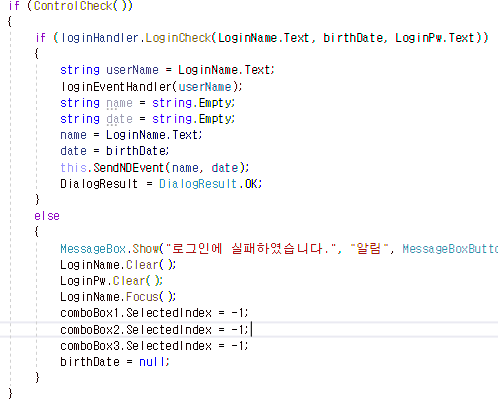 if (ControlCheck())
{
if (loginHandler.LoginCheck(LoginName.Text, birthDate, LoginPw.Text))
{
string userName = LoginName.Text;
loginEventHandler(userName);
string name = string.Empty;
string date = string.Empty;
name = LoginName.Text;
date = birthDate;
this.SendNDEvent(name, date);
DialogResult = DialogResult.OK;
}
else
{
MessageBox.Show("로그인에 실패하였습니다.", "알림", MessageBoxButto
LoginName.Clear();
LoginPw.Clear();
LoginName.Focus();
comboBox1.SelectedIndex = -1;
comboBox2.SelectedIndex = -1;
comboBox3.SelectedIndex = -1;
birthDate = null;
}
}